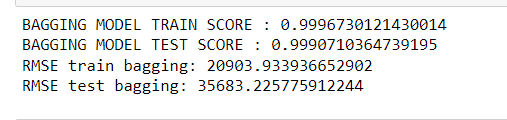 BAGGING MODEL TRAIN SCORE : 0.9996730121430014
BAGGING MODEL TEST SCORE : 0.9990710364739195
RMSE train bagging: 20903.933936652902
RMSE test bagging: 35683.225775912244